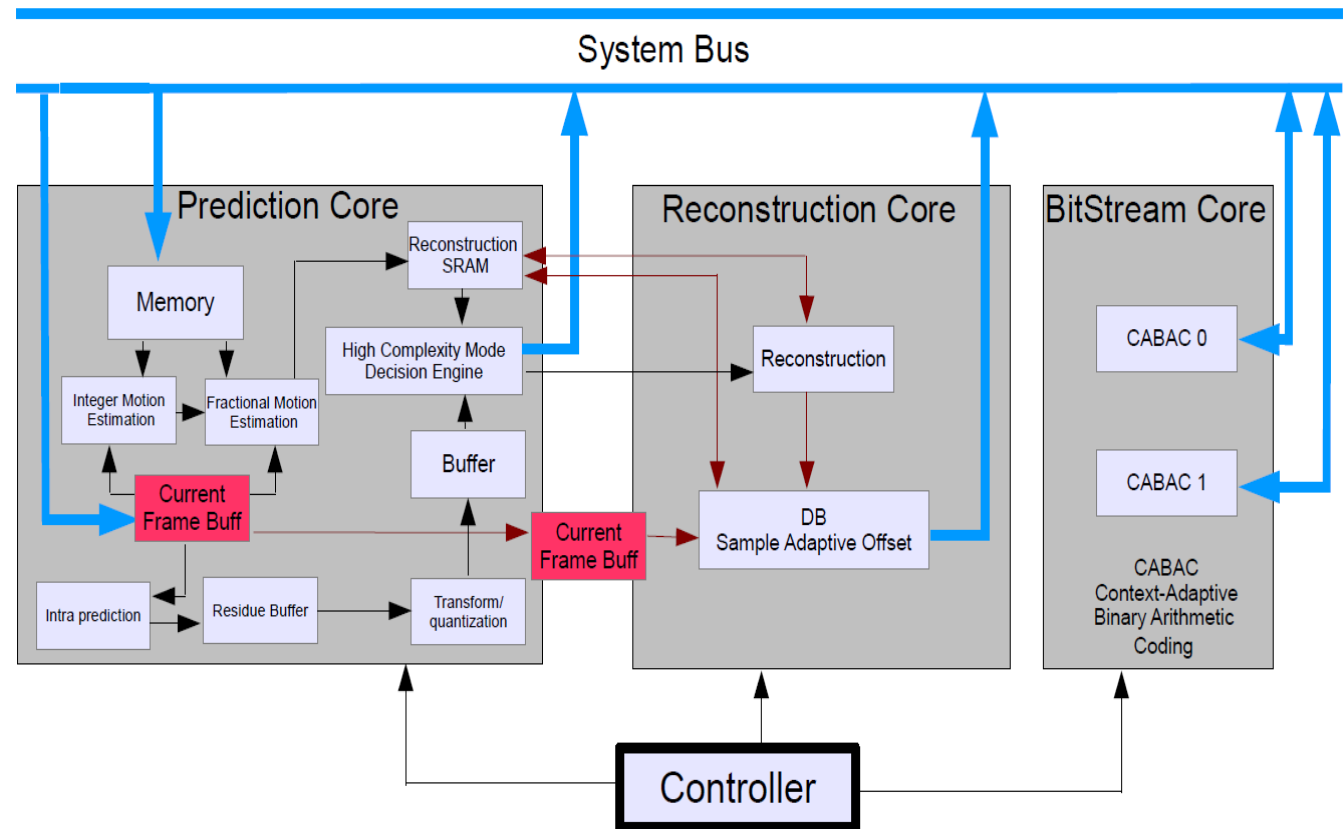 System Bus
Prediction Core
Reconstruction
SRAM
Memory
High Complexity Mode
Decision Engine
Integer Motion
Estimation
Fractional Motion
Estimation
Buffer
Current
Frame Buff
Intra prediction
Residue Buffer
Transform/
quantization
Current
Frame Buff
Reconstruction Core
Reconstruction
DB
Sample Adaptive Offset
BitStream Core
CABAC 0
CABAC 1
CABAC
Context-Adaptive
Binary Arithmetic
Coding
Controller